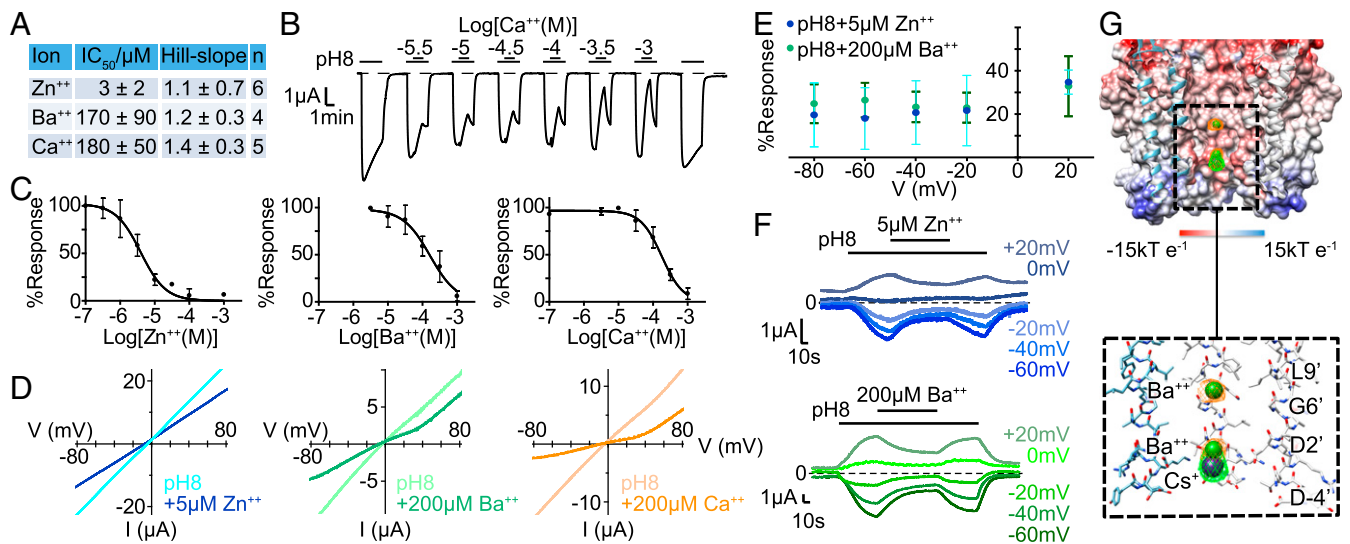 A
Ion IC50/µM Hill-slope n
Zn++ 3 ± 2 1.1 ± 0.7 6
Ba++ 170 ± 90 1.2 ± 0.3 4
Ca++ 180 ± 50 1.4 ± 0.3 5
B
Log[Ca++(M)]
-5.5 -5 -4.5 -4 -3.5 -3
pH8
1µA
1min
C
%Response
100
50
0
-7 -6 -5 -4 -3 -2
Log[Zn++(M)]
%Response
100
50
0
-7 -6 -5 -4 -3 -2
Log[Ba++(M)]
%Response
100
50
0
-7 -6 -5 -4 -3 -2
Log[Ca++(M)]
D
20
V (mV)
-80
80
pH8
+5µM Zn++
-20
I (µA)
5
V (mV)
-80
80
-5
pH8
+200µM Ba++
I (µA)
10
80
V (mV)
-80
pH8
+200µM Ca++
-10
I (µA)
E
pH8+5µM Zn++
pH8+200µM Ba++
%Response
40
20
-80 -60 -40 -20 0 20
V (mV)
F
5µM Zn++
pH8
+20mV
0mV
0
-20mV
-40mV
-60mV
1µA
10s
200µM Ba++
pH8
+20mV
0mV
0
-20mV
-40mV
-60mV
1µA
10s
G
-15kT e-1 15kT e-1
Ba++
L9'
G6'
Ba++
D2'
Cs+
D-4'